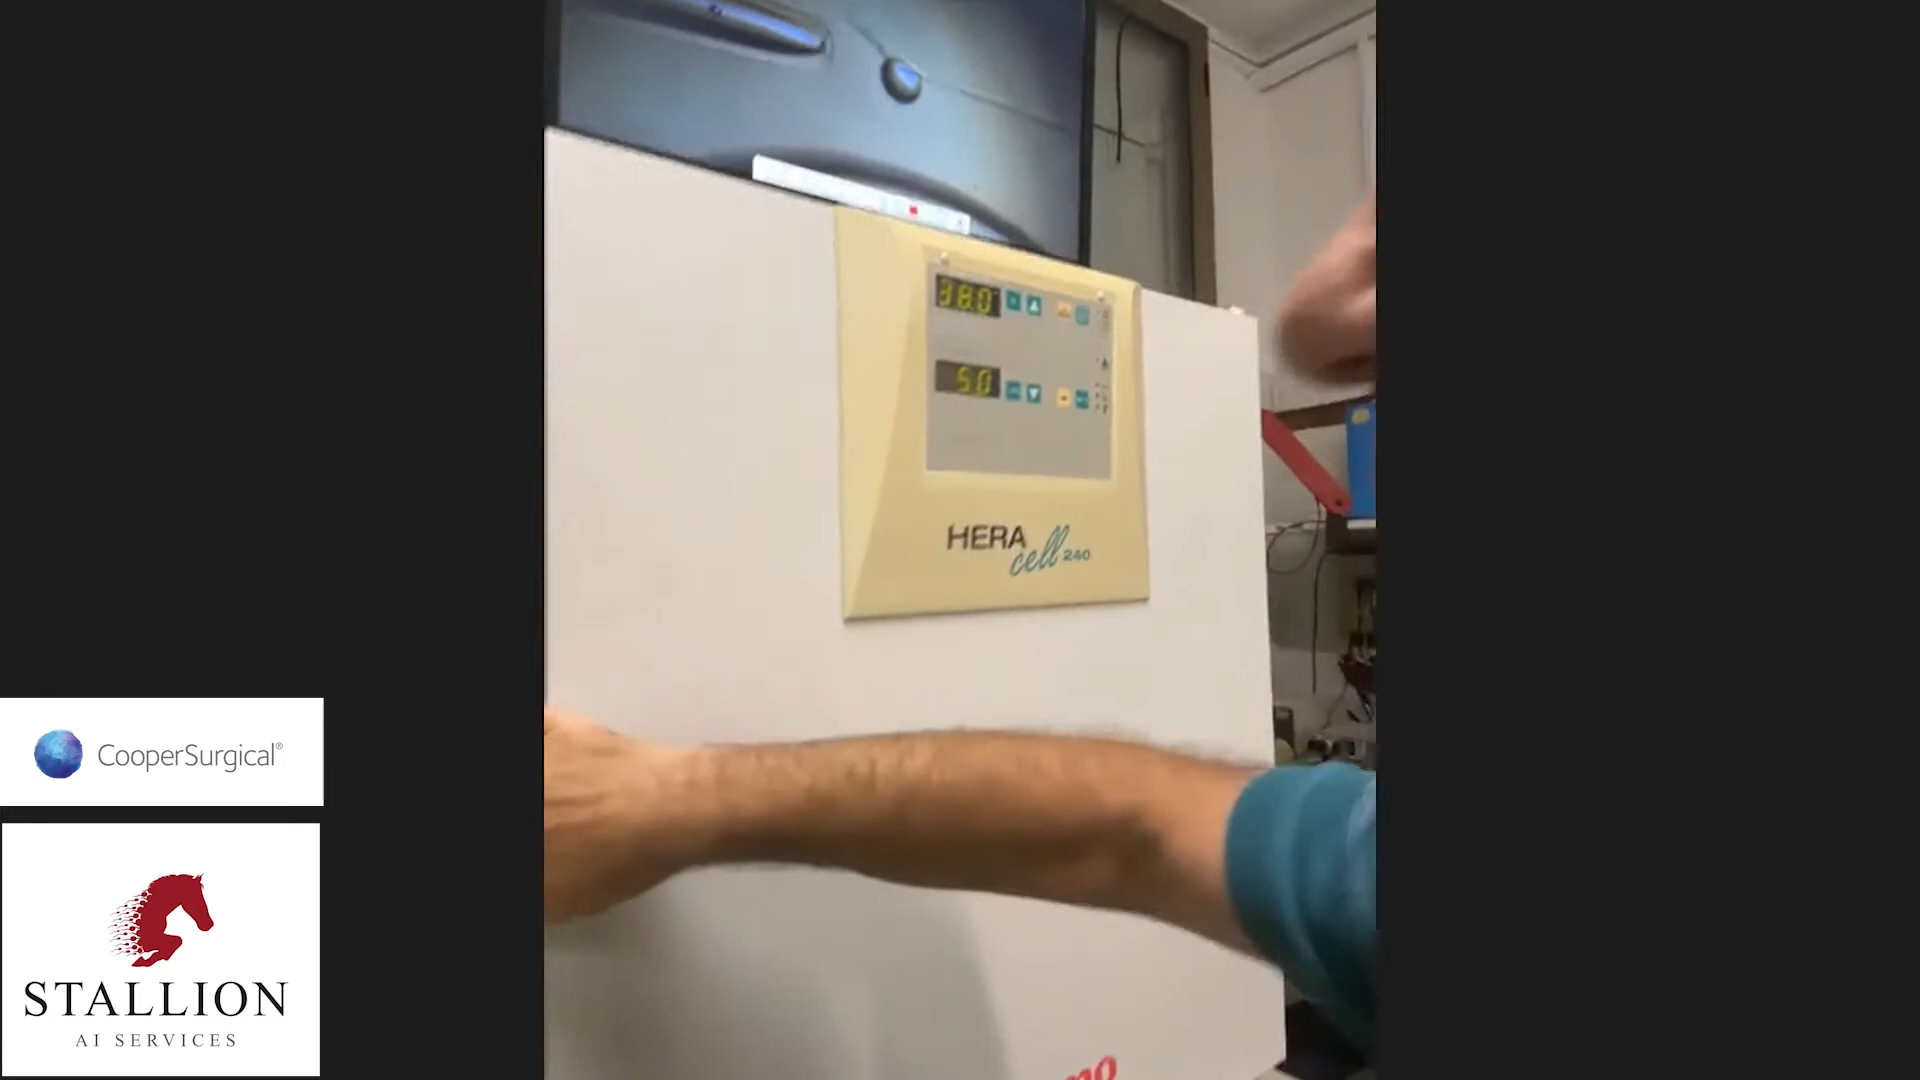 38.0
5.0
HERA
cell 240
CooperSurgical®
STALLION
AI SERVICES